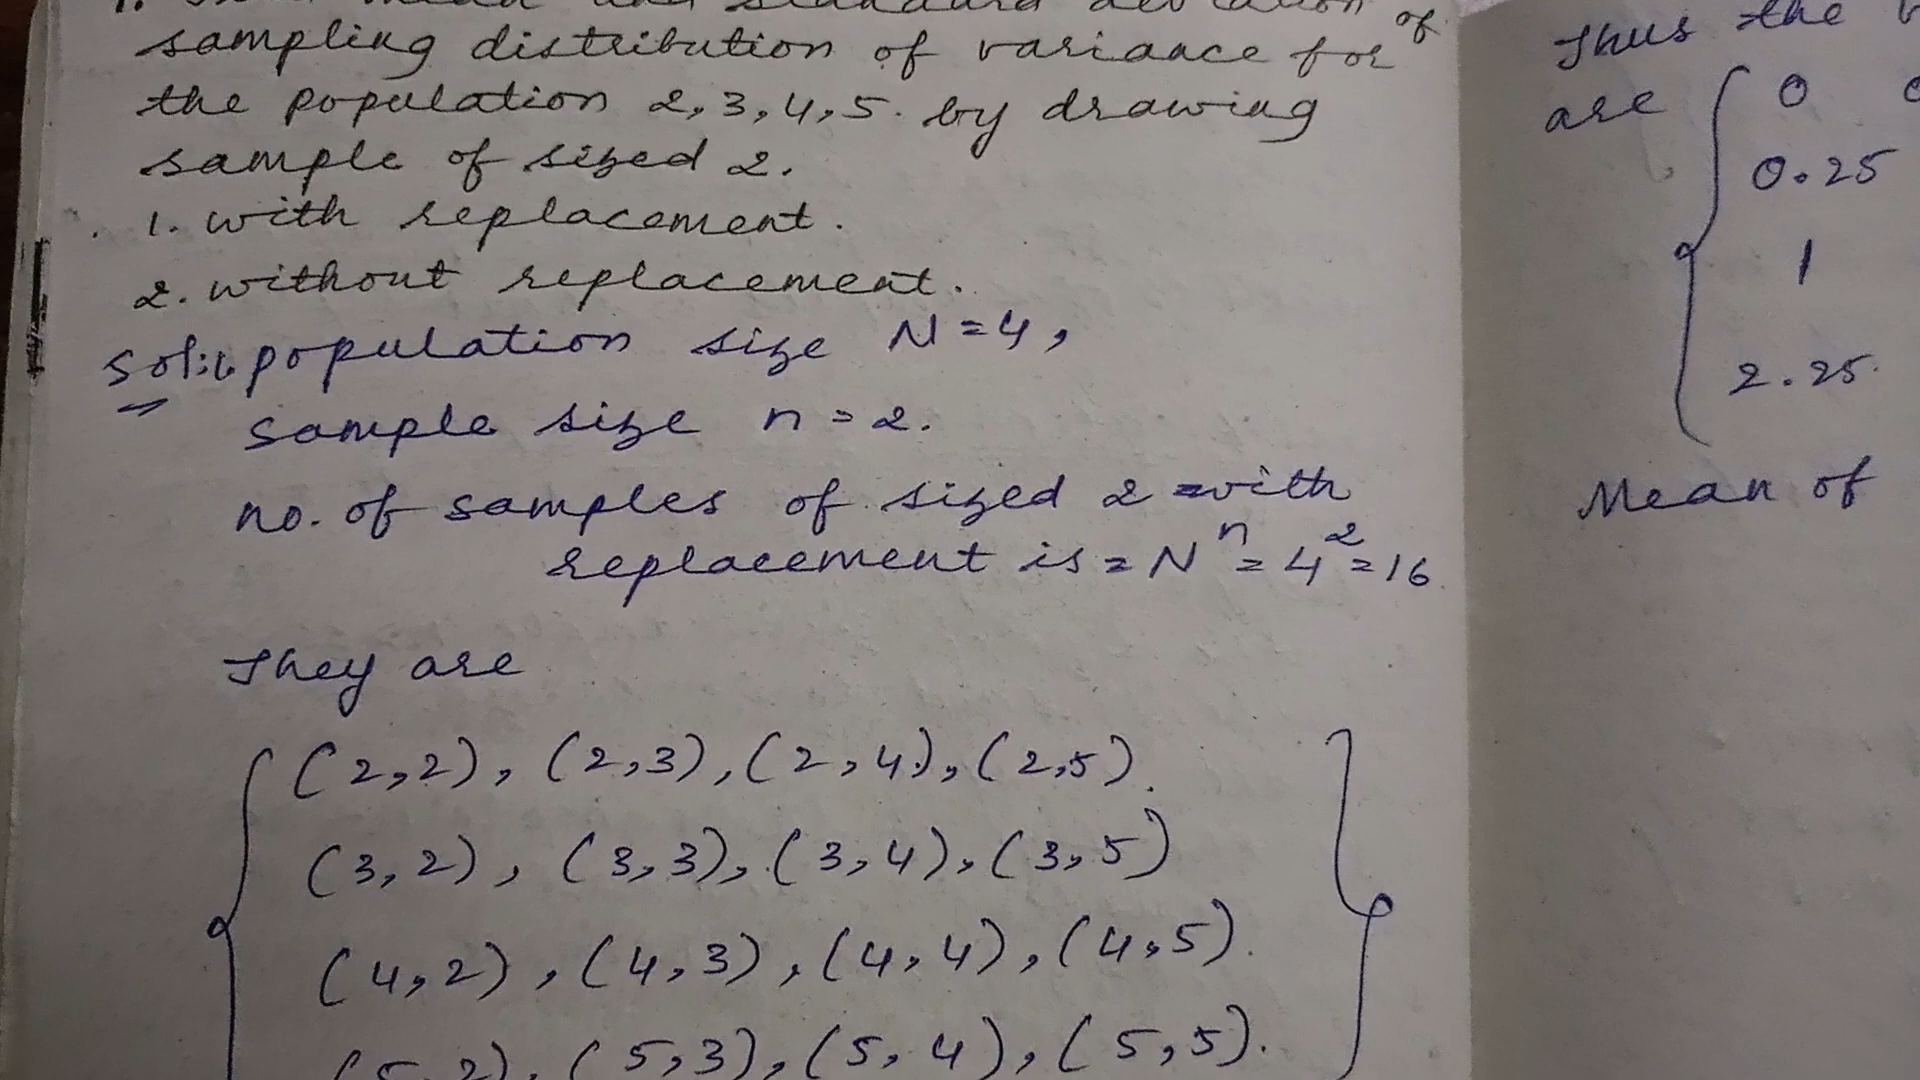 sampling distribution of variance for
the population 2, 3, 4, 5. by drawing
sample of sized 2.
1. with replacement.
2. without replacement.
sol:- population size N = 4,
sample size n = 2.
no. of samples of sized 2 with
replacement is = N^n = 4^2 = 16
They are
(2,2), (2,3), (2,4), (2,5).
(3,2), (3,3), (3,4), (3,5)
(4,2), (4,3), (4,4), (4,5).
(5,2), (5,3), (5,4), (5,5).
Thus the
are 0
0.25
1
2.25.
Mean of